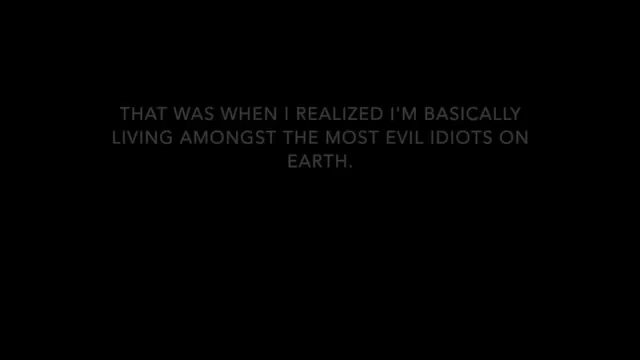 THAT WAS WHEN I REALIZED I'M BASICALLY
LIVING AMONGST THE MOST EVIL IDIOTS ON
EARTH.